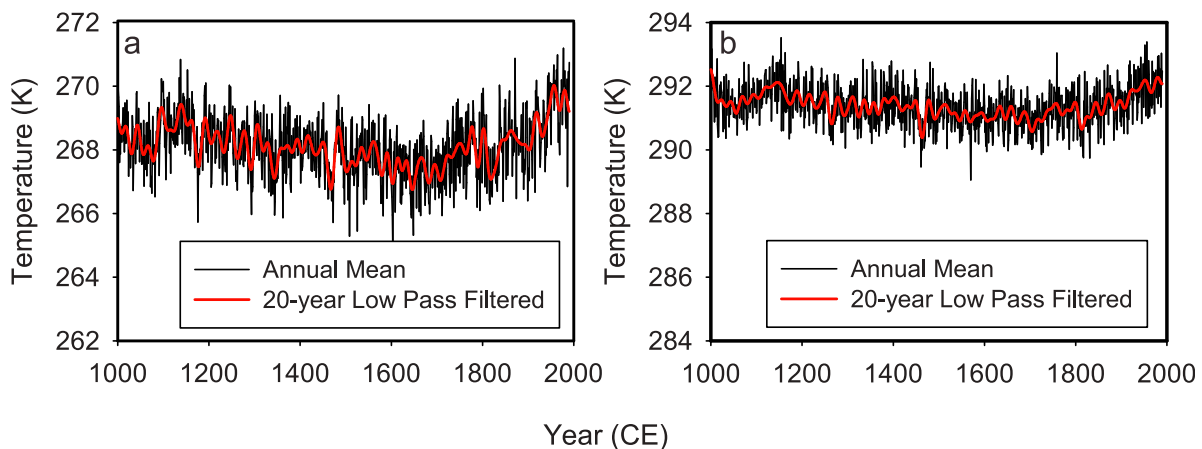 a
Temperature (K)
272
270
268
266
264
262
Annual Mean
20-year Low Pass Filtered
1000 1200 1400 1600 1800 2000
b
Temperature (K)
294
292
290
288
286
284
Annual Mean
20-year Low Pass Filtered
1000 1200 1400 1600 1800 2000
Year (CE)